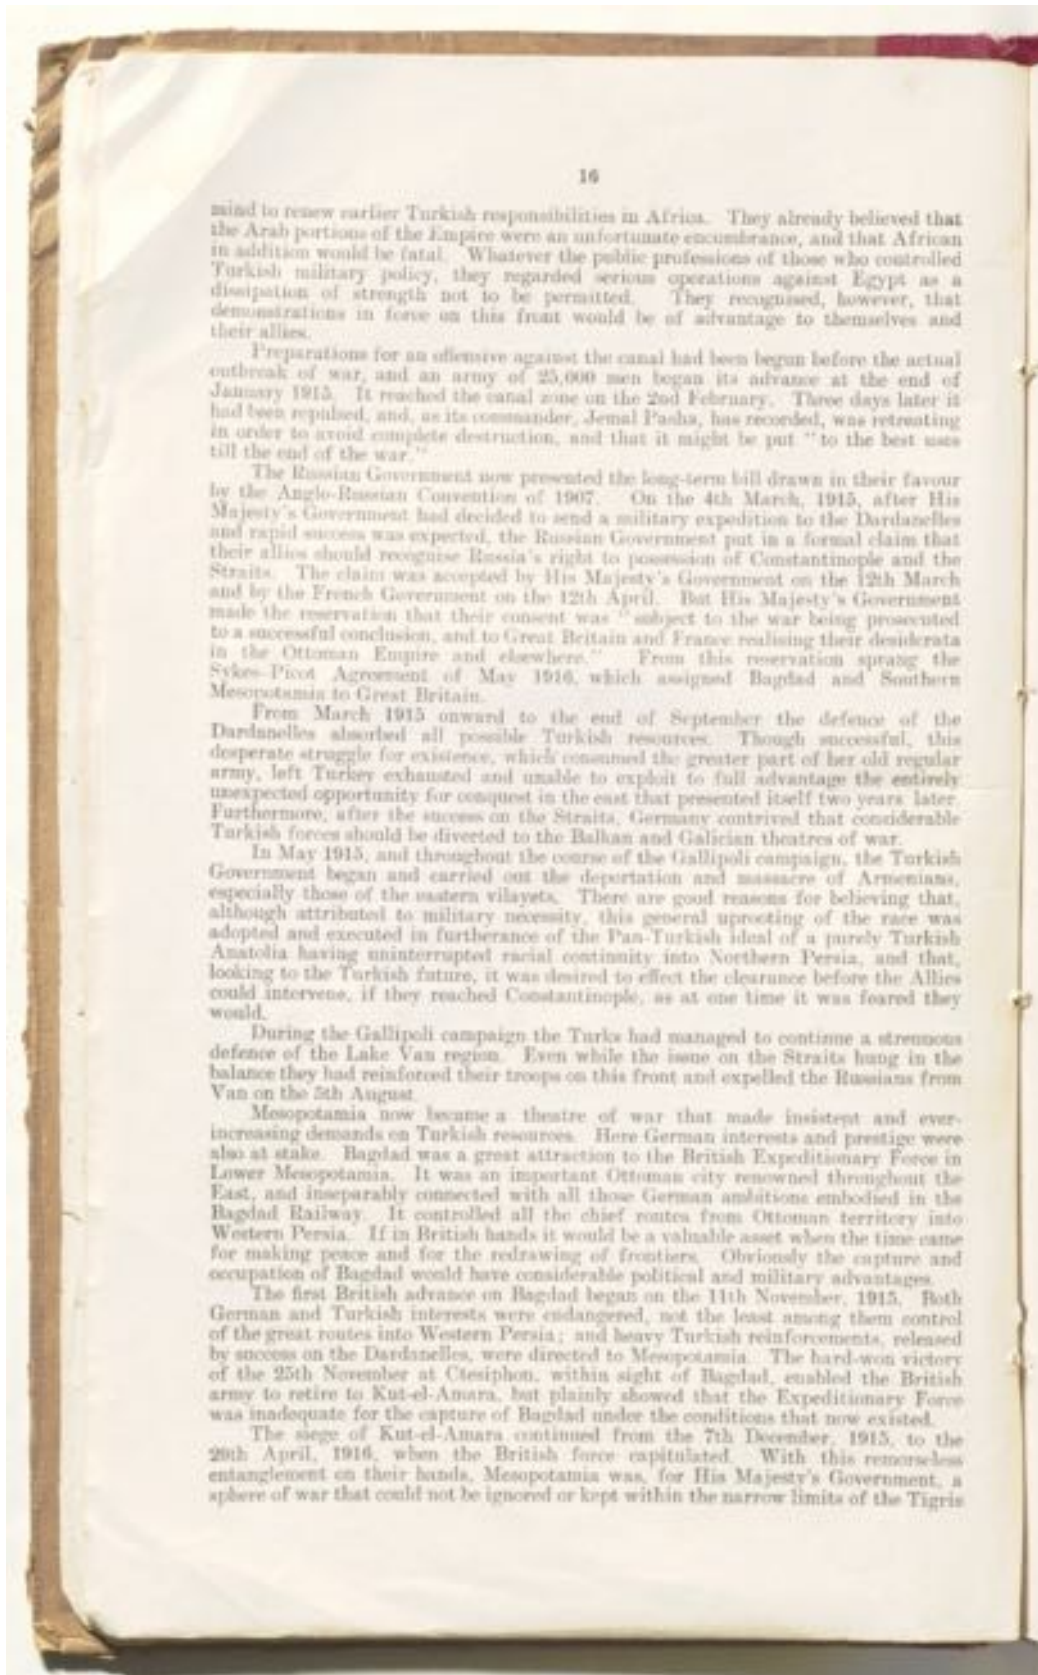 16
mind to renew earlier Turkish responsibilities in Africa. They already believed that
the Arab portions of the Empire were an unfortunate encumbrance, and that African
in addition would be fatal. Whatever the public professions of those who controlled
Turkish military policy, they regarded serious operations against Egypt as a
dissipation of strength not to be permitted. They recognised, however, that
demonstrations in force on this front would be of advantage to themselves and
their allies.
Preparations for an offensive against the canal had been begun before the actual
outbreak of war, and an army of 25,000 men began its advance at the end of
January 1915. It reached the canal zone on the 2nd February. Three days later it
had been repulsed, and, as its commander, Jemal Pasha, has recorded, was retreating
in order to avoid complete destruction, and that it might be put "to the best uses
till the end of the war."
The Russian Government now presented the long-term bill drawn in their favour
by the Anglo-Russian Convention of 1907. On the 4th March, 1915, after His
Majesty's Government had decided to send a military expedition to the Dardanelles
and rapid success was expected, the Russian Government put in a formal claim that
their allies should recognise Russia's right to possession of Constantinople and the
Straits. The claim was accepted by His Majesty's Government on the 12th March
and by the French Government on the 12th April. But His Majesty's Government
made the reservation that their consent was "subject to the war being prosecuted
to a successful conclusion, and to Great Britain and France realising their desiderata
in the Ottoman Empire and elsewhere." From this reservation sprang the
Sykes-Picot Agreement of May 1916, which assigned Bagdad and Southern
Mesopotamia to Great Britain.
From March 1915 onward to the end of September the defence of the
Dardanelles absorbed all possible Turkish resources. Though successful, this
desperate struggle for existence, which consumed the greater part of her old regular
army, left Turkey exhausted and unable to exploit to full advantage the entirely
unexpected opportunity for conquest in the east that presented itself two years later.
Furthermore, after the success on the Straits, Germany contrived that considerable
Turkish forces should be diverted to the Balkan and Galician theatres of war.
In May 1915, and throughout the course of the Gallipoli campaign, the Turkish
Government began and carried out the deportation and massacre of Armenians,
especially those of the eastern vilayets. There are good reasons for believing that,
although attributed to military necessity, this general uprooting of the race was
adopted and executed in furtherance of the Pan-Turkish ideal of a purely Turkish
Anatolia having uninterrupted racial continuity into Northern Persia, and that,
looking to the Turkish future, it was desired to effect the clearance before the Allies
could intervene, if they reached Constantinople, as at one time it was feared they
would.
During the Gallipoli campaign the Turks had managed to continue a strenuous
defence of the Lake Van region. Even while the issue on the Straits hung in the
balance they had reinforced their troops on this front and expelled the Russians from
Van on the 5th August.
Mesopotamia now became a theatre of war that made insistent and ever-
increasing demands on Turkish resources. Here German interests and prestige were
also at stake. Bagdad was a great attraction to the British Expeditionary Force in
Lower Mesopotamia. It was an important Ottoman city renowned throughout the
East, and inseparably connected with all those German ambitions embodied in the
Bagdad Railway. It controlled all the chief routes from Ottoman territory into
Western Persia. If in British hands it would be a valuable asset when the time came
for making peace and for the redrawing of frontiers. Obviously the capture and
occupation of Bagdad would have considerable political and military advantages.
The first British advance on Bagdad began on the 11th November, 1915. Both
German and Turkish interests were endangered, not the least among them control
of the great routes into Western Persia; and heavy Turkish reinforcements, released
by success on the Dardanelles, were directed to Mesopotamia. The hard-won victory
of the 25th November at Ctesiphon, within sight of Bagdad, enabled the British
army to retire to Kut-el-Amara, but plainly showed that the Expeditionary Force
was inadequate for the capture of Bagdad under the conditions that now existed.
The siege of Kut-el-Amara continued from the 7th December, 1915, to the
29th April, 1916, when the British force capitulated. With this remorseless
entanglement on their hands, Mesopotamia was, for His Majesty's Government, a
sphere of war that could not be ignored or kept within the narrow limits of the Tigris